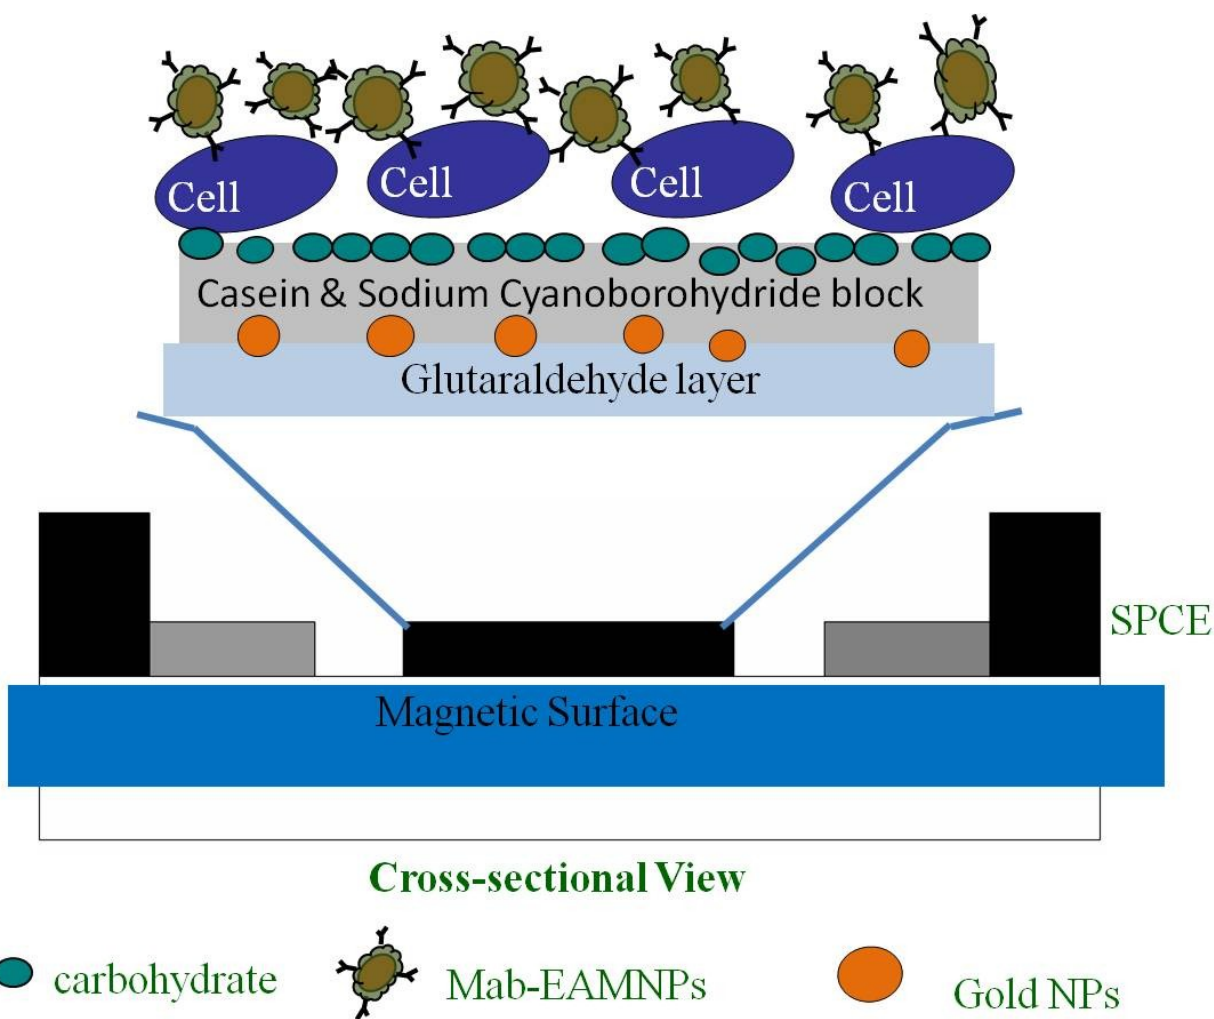 Cell
Cell
Cell
Cell
Casein & Sodium Cyanoborohydride block
Glutaraldehyde layer
SPCE
Magnetic Surface
Cross-sectional View
carbohydrate
Mab-EAMNPs
Gold NPs